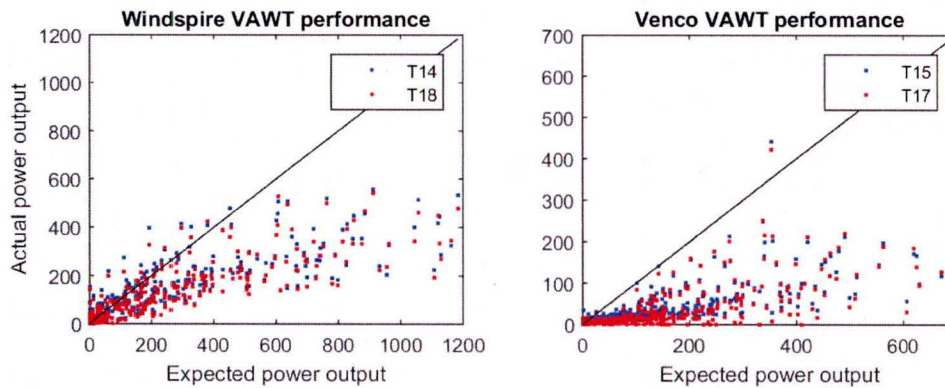 Windspire VAWT performance
1200
1000
800
600
400
200
0
Actual power output
T14
T18
0 200 400 600 800 1000 1200
Expected power output
Venco VAWT performance
700
600
500
400
300
200
100
0
T15
T17
0 200 400 600
Expected power output